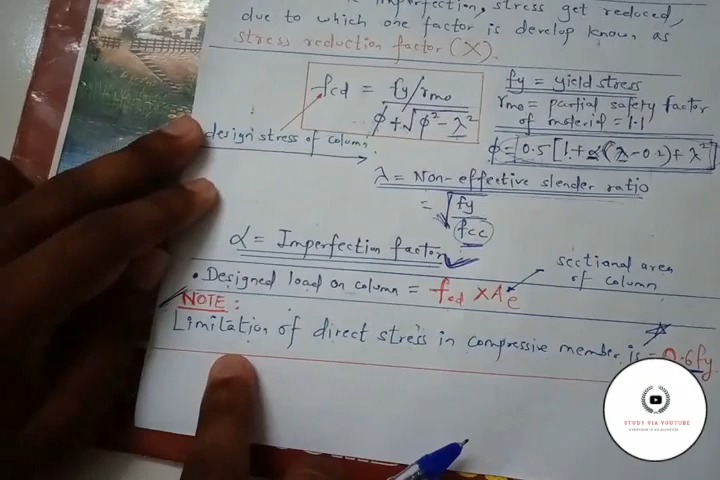 imperfection, stress get reduced,
due to which one factor is develop known as
stress reduction factor (X).
fcd = fy/rmo / ϕ+√ϕ²-λ²
fy = yield stress
rmo = partial safety factor
of material = 1.1
design stress of column
ϕ = 0.5[1+α(λ-0.2)+λ²]
λ = Non-effective slender ratio
= √fy/fcc
α = Imperfection factor
sectional area
of column
• Designed load on column = fcd × Ae
NOTE:
Limitation of direct stress in compressive member is = 0.6fy.
STUDY VIA YOUTUBE